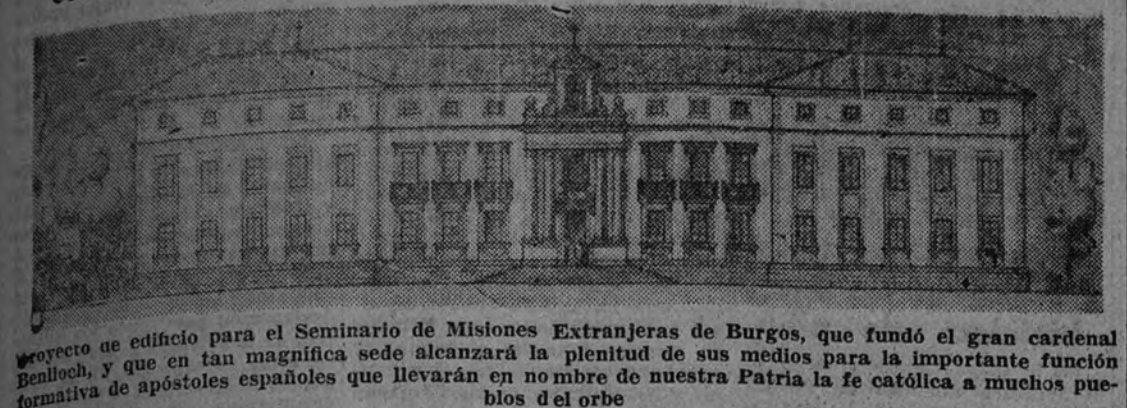 Proyecto de edificio para el Seminario de Misiones Extranjeras de Burgos, que fundó el gran cardenal
Benlloch, y que en tan magnífica sede alcanzará la plenitud de sus medios para la importante función
formativa de apóstoles españoles que llevarán en nombre de nuestra Patria la fe católica a muchos pue-
blos del orbe